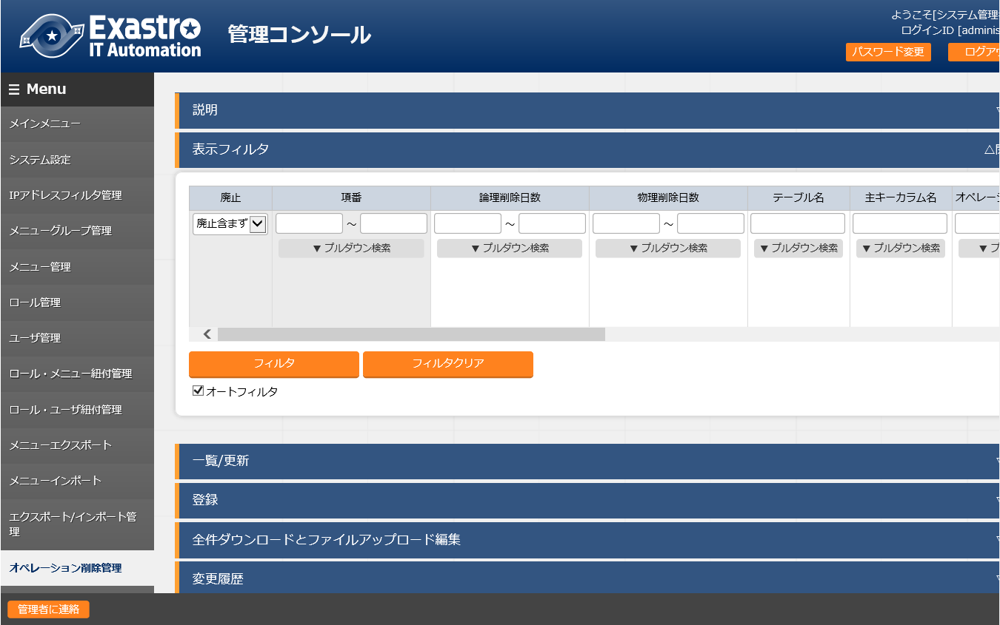 Exastro
IT Automation
管理コンソール
ようこそ[システム管理
ログインID [adminis
パスワード変更
ログア
Menu
メインメニュー
システム設定
IPアドレスフィルタ管理
メニューグループ管理
メニュー管理
ロール管理
ユーザ管理
ロール・メニュー紐付管理
ロール・ユーザ紐付管理
メニューエクスポート
メニューインポート
エクスポート/インポート管
理
オペレーション削除管理
説明
表示フィルタ
△
廃止 項番 論理削除日数 物理削除日数 テーブル名 主キーカラム名 オペレーシ
廃止含まず ～ ～ ～
▼プルダウン検索 ▼プルダウン検索 ▼プルダウン検索 ▼プルダウン検索 ▼プルダウン検索 ▼プ
フィルタ フィルタクリア
オートフィルタ
一覧/更新
登録
全件ダウンロードとファイルアップロード編集
変更履歴
管理者に連絡